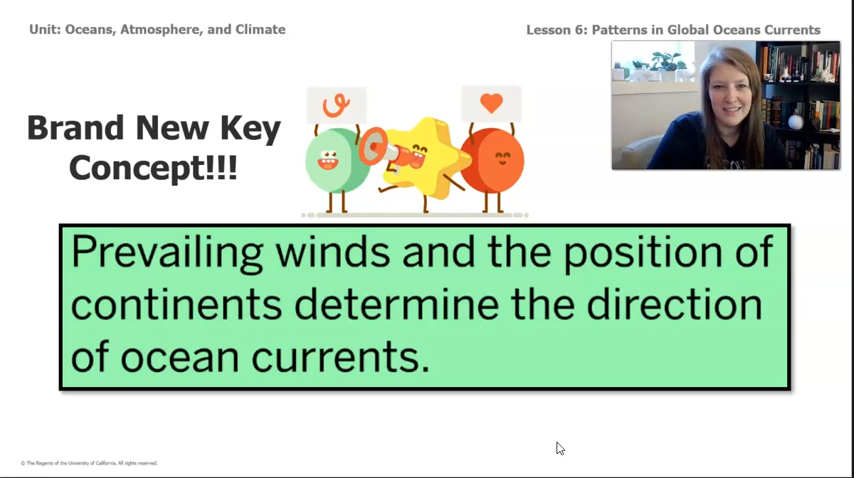 Unit: Oceans, Atmosphere, and Climate
Lesson 6: Patterns in Global Oceans Currents
Brand New Key
Concept!!!
Prevailing winds and the position of
continents determine the direction
of ocean currents.
© The Regents of the University of California. All rights reserved.